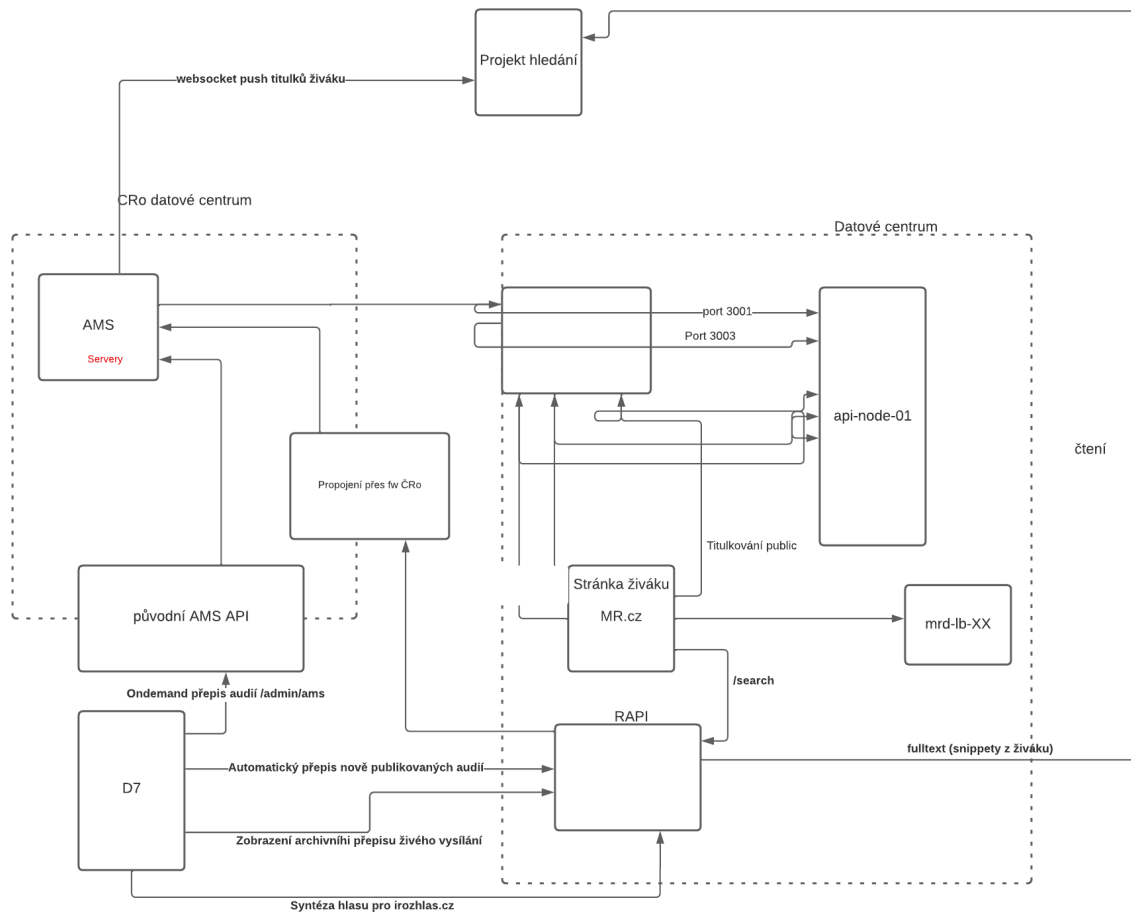 Projekt hledání
websocket push titulků živáku
CRo datové centrum
Datové centrum
AMS
Servery
port 3001
Port 3003
api-node-01
čtení
Propojení přes fw ČRo
Titulkování public
Stránka živáku
MR.cz
původní AMS API
mrd-lb-XX
/search
Ondemand přepis audií /admin/ams
RAPI
fulltext (snippety z živáku)
Automatický přepis nově publikovaných audií
D7
Zobrazení archivníhi přepisu živého vysílání
Syntéza hlasu pro irozhlas.cz